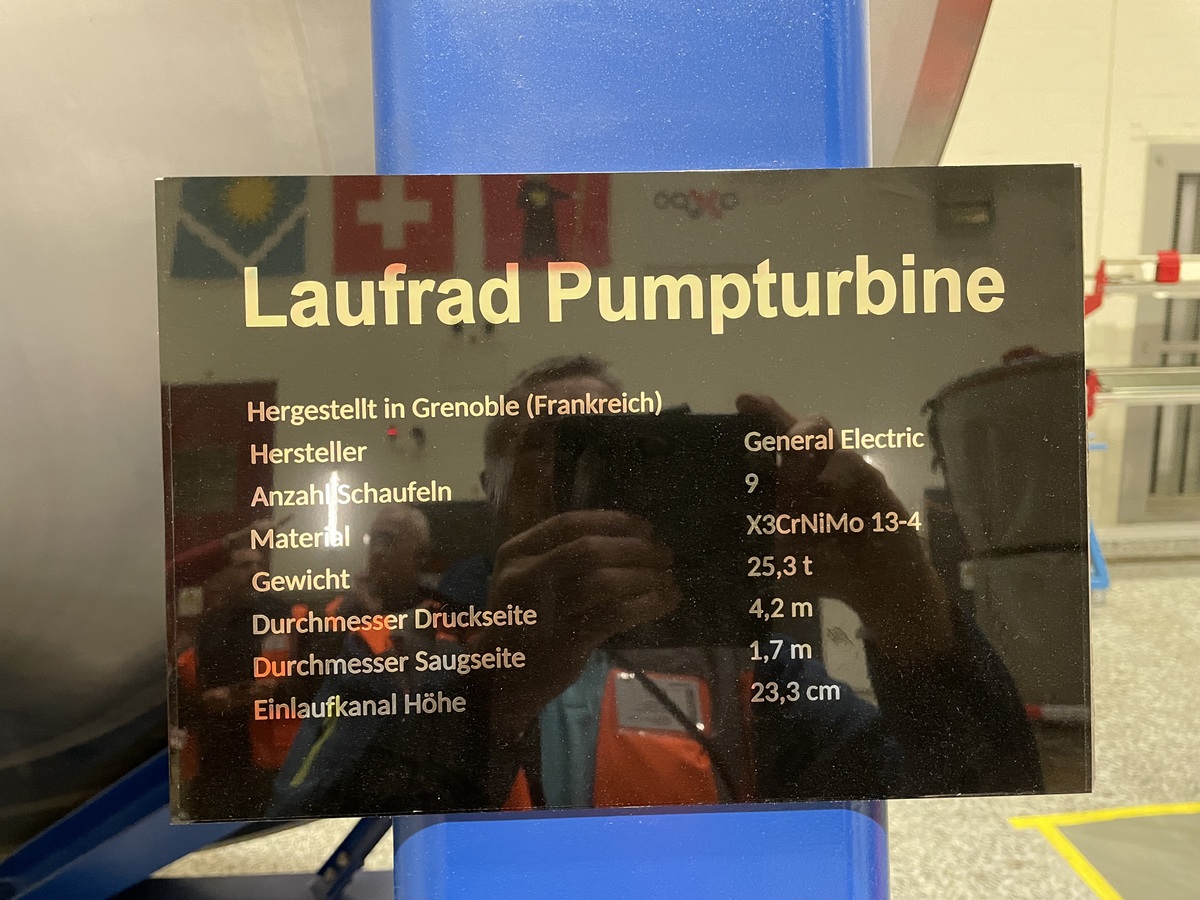 Laufrad Pumpturbine
Hergestellt in Grenoble (Frankreich)
Hersteller General Electric
Anzahl Schaufeln 9
Material X3CrNiMo 13-4
Gewicht 25,3 t
Durchmesser Druckseite 4,2 m
Durchmesser Saugseite 1,7 m
Einlaufkanal Höhe 23,3 cm